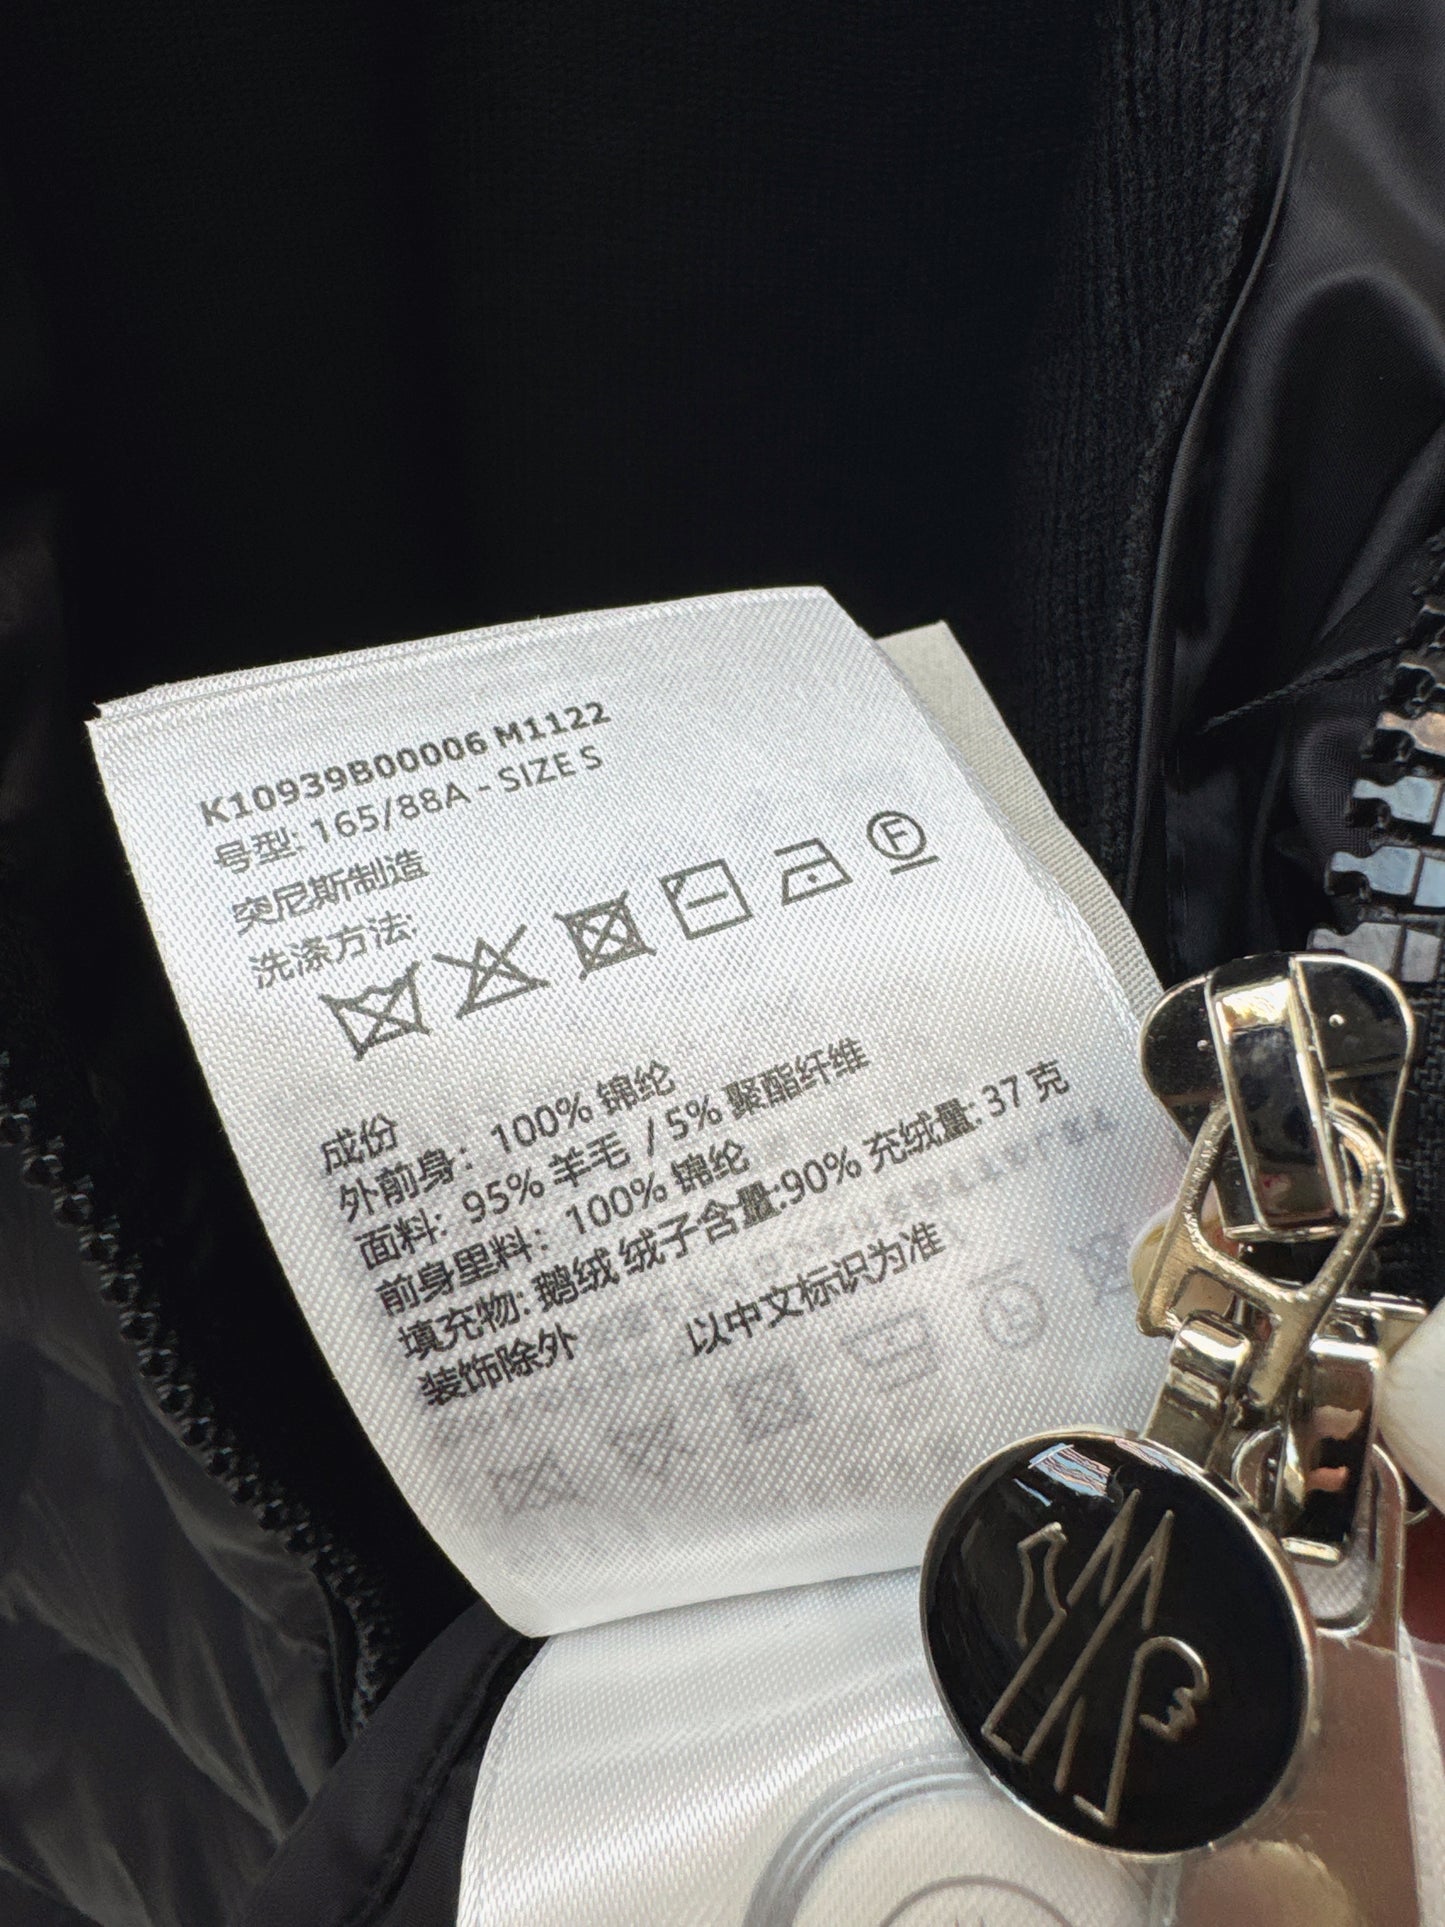 K10939B00006 M1122
号型: 165/88A - SIZE S
突尼斯制造
洗涤方法:
F
成份
外前身: 100% 锦纶
面料: 95% 羊毛 / 5% 聚酯纤维
前身里料: 100% 锦纶
填充物: 鹅绒 绒子含量:90% 充绒量: 37 克
装饰除外 以中文标识为准